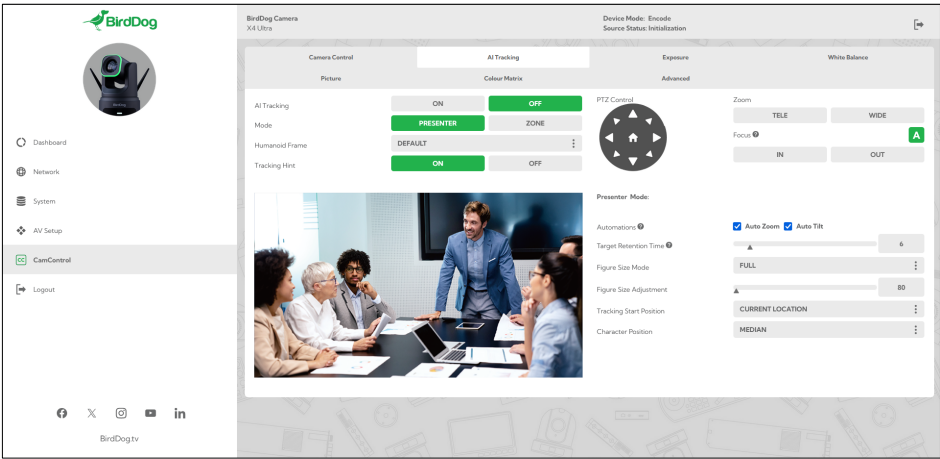 BirdDog
Dashboard
Network
System
AV Setup
CC CamControl
Logout
BirdDog.tv
BirdDog Camera
X4 Ultra
Device Mode: Encode
Source Status: Initialization
Camera Control
AI Tracking
Exposure
White Balance
Picture
Colour Matrix
Advanced
AI Tracking ON OFF
Mode PRESENTER ZONE
Humanoid Frame DEFAULT
Tracking Hint ON OFF
PTZ Control
Zoom
TELE WIDE
Focus ? A
IN OUT
Presenter Mode:
Automations ? Auto Zoom Auto Tilt
Target Retention Time ? 6
Figure Size Mode FULL
Figure Size Adjustment 80
Tracking Start Position CURRENT LOCATION
Character Position MEDIAN